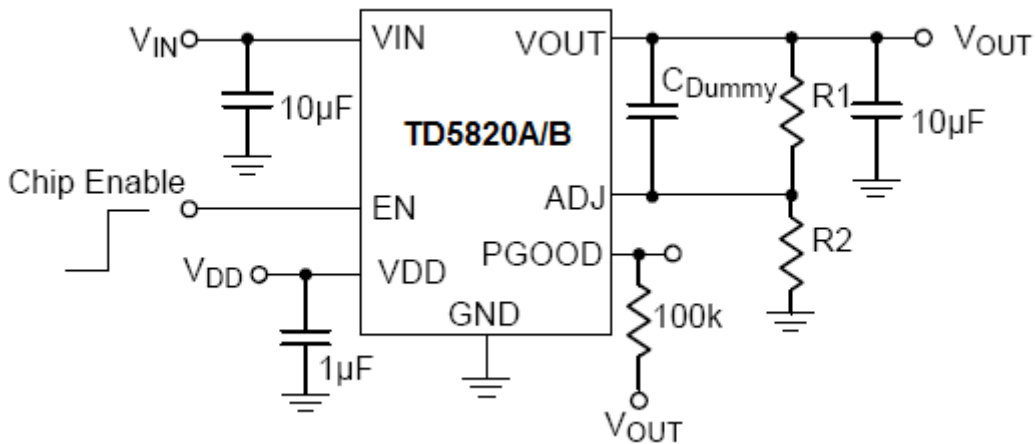 VIN
10µF
Chip Enable
VDD
1µF
VIN
VOUT
TD5820A/B
EN
ADJ
PGOOD
VDD
GND
CDummy
R1
10µF
VOUT
R2
100k
VOUT